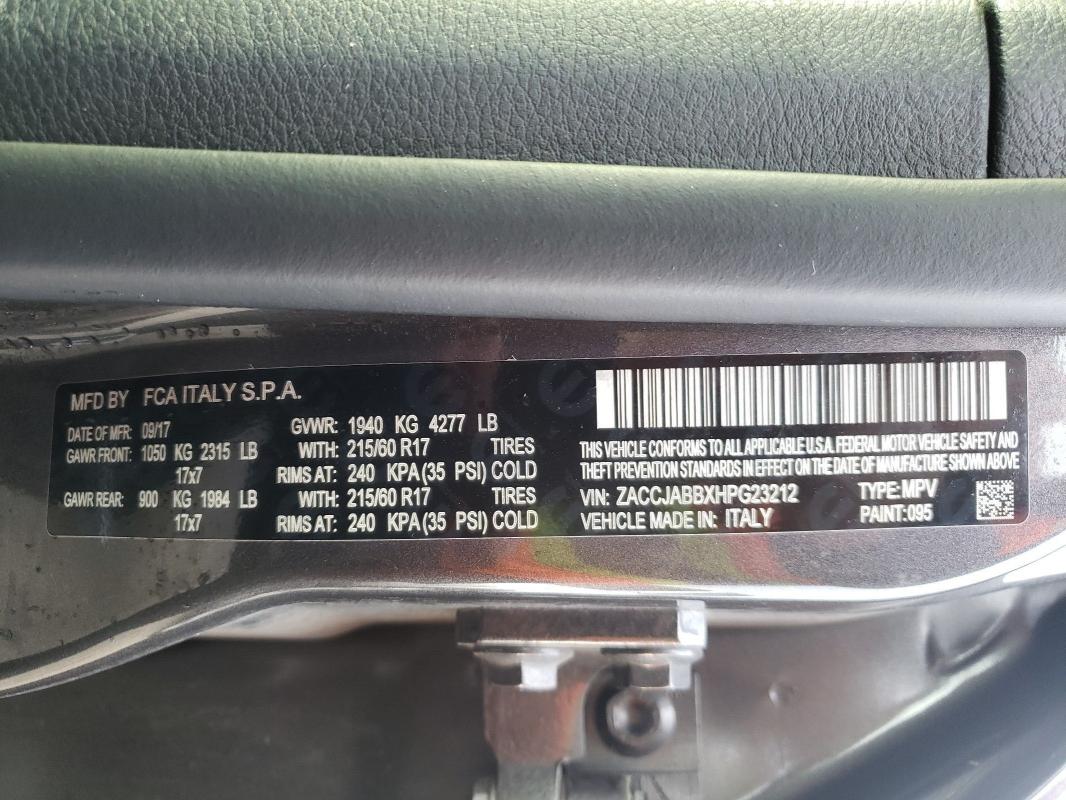 MFD BY FCA ITALY S.P.A.
DATE OF MFR: 09/17 GVWR: 1940 KG 4277 LB
GAWR FRONT: 1050 KG 2315 LB WITH: 215/60 R17 TIRES
17x7 RIMS AT: 240 KPA(35 PSI) COLD
GAWR REAR: 900 KG 1984 LB WITH: 215/60 R17 TIRES
17x7 RIMS AT: 240 KPA(35 PSI) COLD
THIS VEHICLE CONFORMS TO ALL APPLICABLE U.S.A. FEDERAL MOTOR VEHICLE SAFETY AND
THEFT PREVENTION STANDARDS IN EFFECT ON THE DATE OF MANUFACTURE SHOWN ABOVE
VIN: ZACCJABBXHPG23212 TYPE:MPV
VEHICLE MADE IN: ITALY PAINT:095